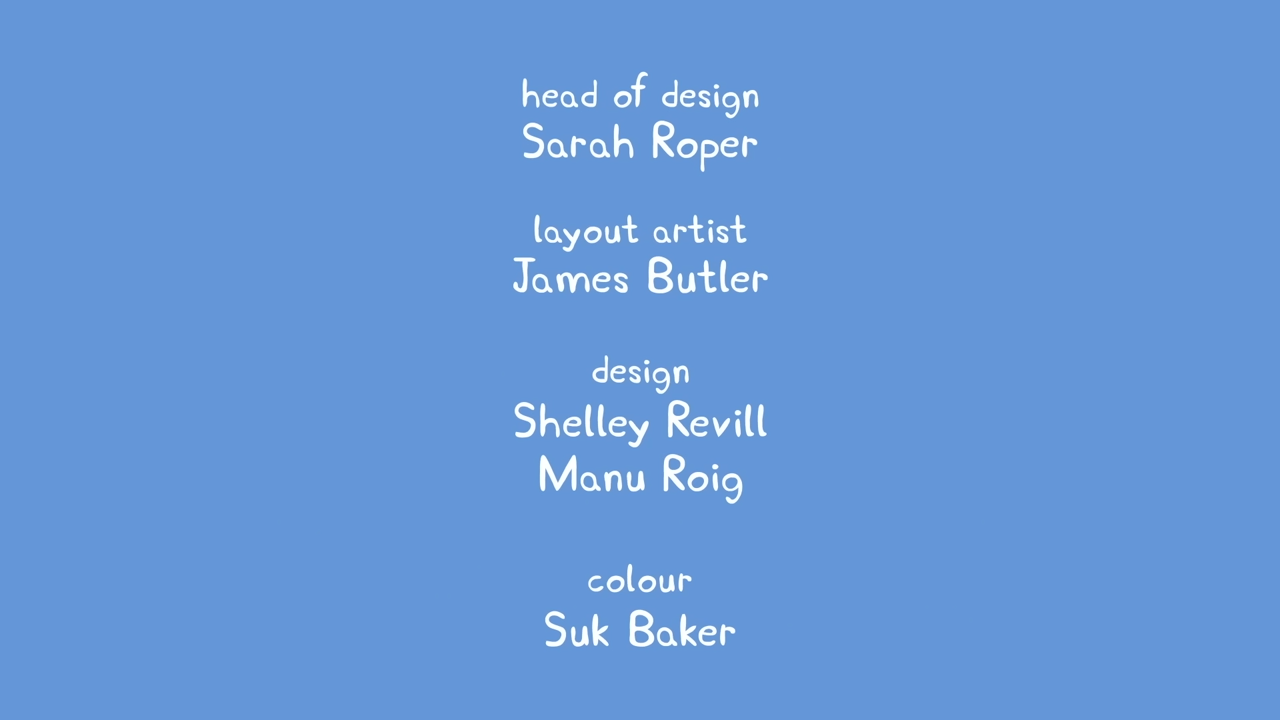 head of design
Sarah Roper
layout artist
James Butler
design
Shelley Revill
Manu Roig
colour
Suk Baker